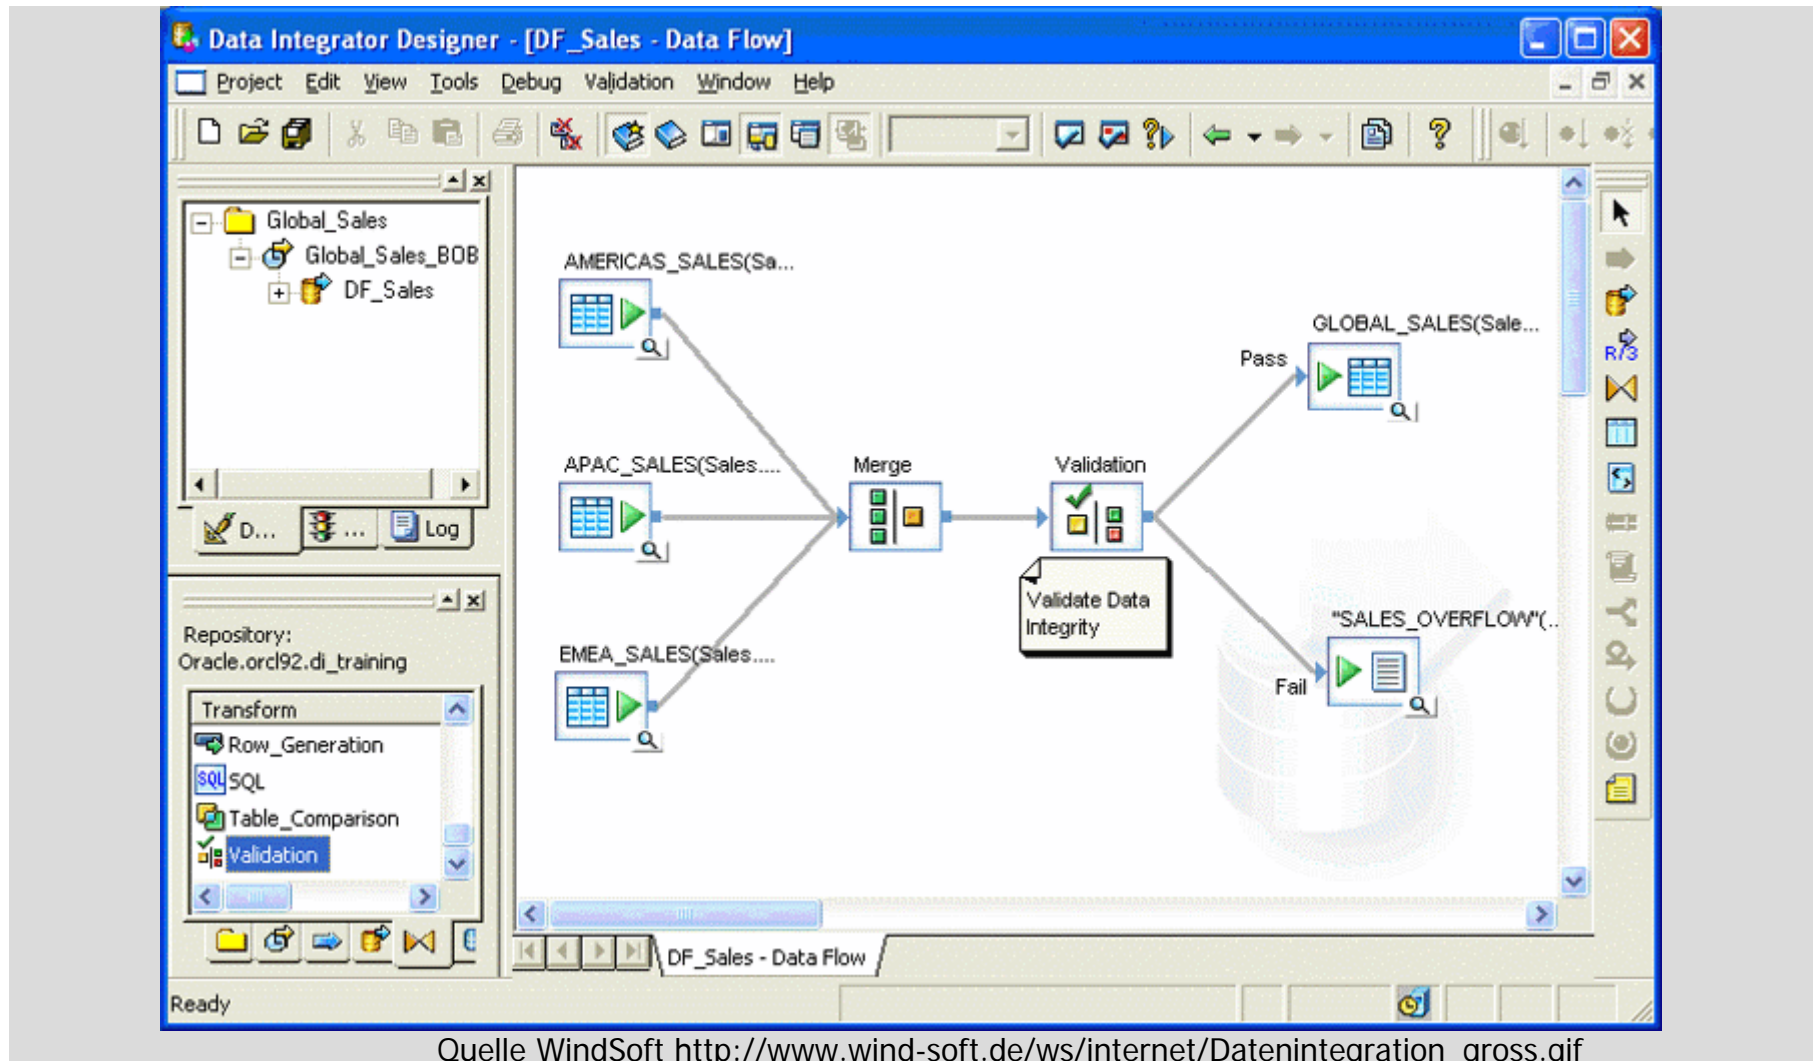 Data Integrator Designer - [DF_Sales - Data Flow]
Project Edit View Tools Debug Validation Window Help
Global_Sales
Global_Sales_BOB
DF_Sales
D... ... Log
Repository:
Oracle.orcl92.di_training
Transform
Row_Generation
SQL SQL
Table_Comparison
Validation
AMERICAS_SALES(Sa...
APAC_SALES(Sales....
EMEA_SALES(Sales....
Merge
Validation
Validate Data
Integrity
Pass
GLOBAL_SALES(Sale...
Fail
"SALES_OVERFLOW"(..
R/3
DF_Sales - Data Flow
Ready
Quelle WindSoft http://www.wind-soft.de/ws/internet/Datenintegration_gross.gif